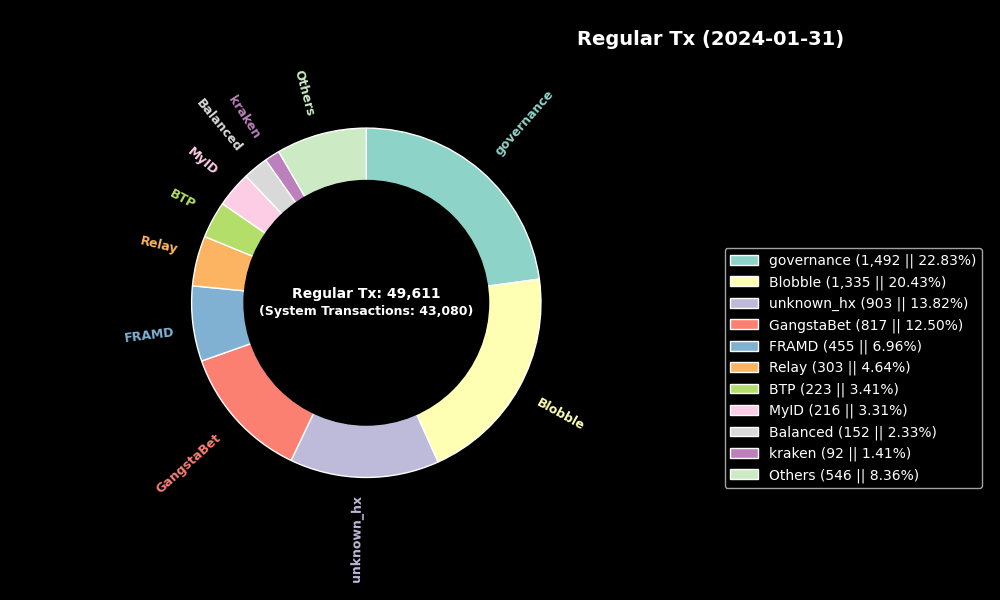 Regular Tx (2024-01-31)
governance
Blobble
unknown_hx
GangstaBet
FRAMD
Relay
BTP
MyID
Balanced
kraken
Others
Regular Tx: 49,611
(System Transactions: 43,080)
governance (1,492 || 22.83%)
Blobble (1,335 || 20.43%)
unknown_hx (903 || 13.82%)
GangstaBet (817 || 12.50%)
FRAMD (455 || 6.96%)
Relay (303 || 4.64%)
BTP (223 || 3.41%)
MyID (216 || 3.31%)
Balanced (152 || 2.33%)
kraken (92 || 1.41%)
Others (546 || 8.36%)